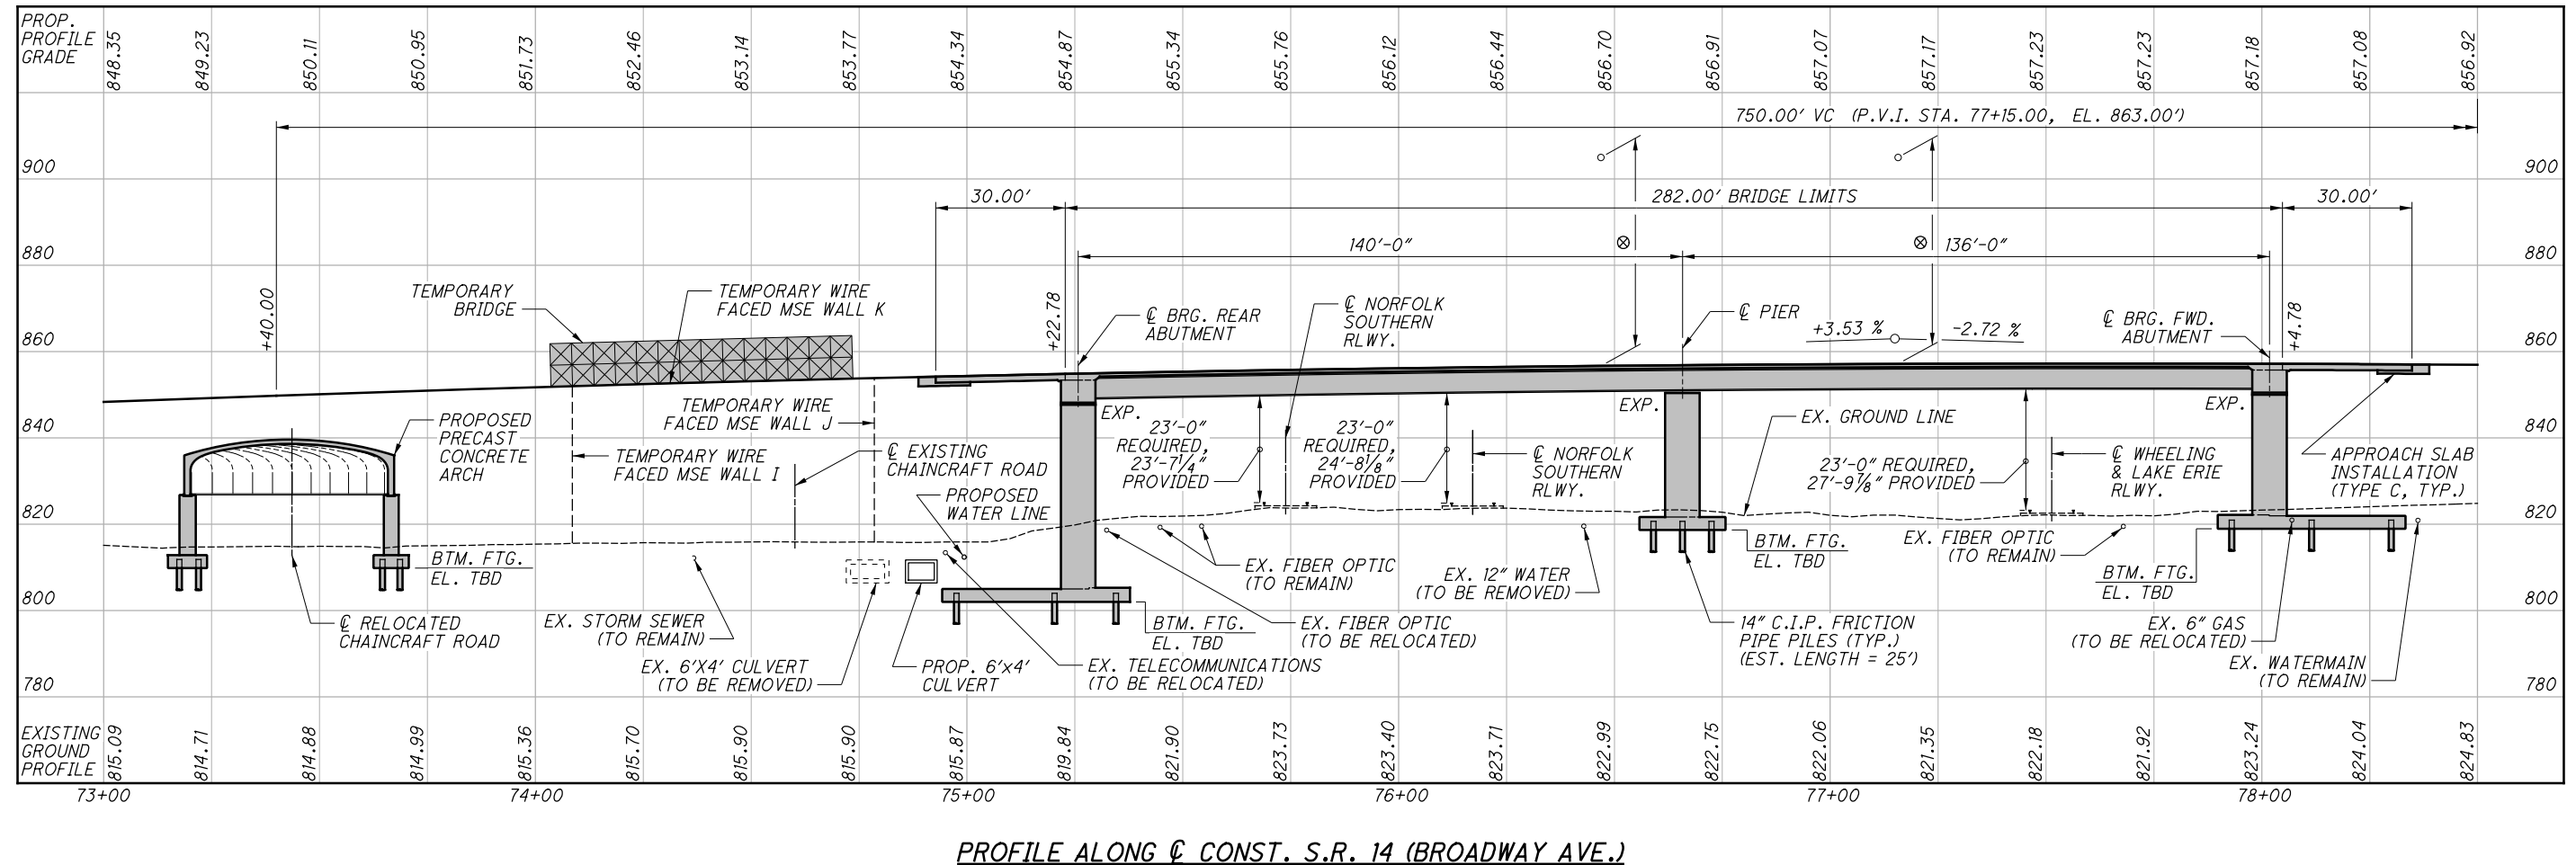 PROP.
PROFILE
GRADE
848.35 849.23 850.11 850.95 851.73 852.46 853.14 853.77 854.34 854.87 855.34 855.76 856.12 856.44 856.70 856.91 857.07 857.17 857.23 857.23 857.18 857.08 856.92
750.00' VC (P.V.I. STA. 77+15.00, EL. 863.00')
900 900
30.00' 282.00' BRIDGE LIMITS 30.00'
140'-0" ⊗ ⊗ 136'-0"
880 880
+40.00
TEMPORARY
BRIDGE
TEMPORARY WIRE
FACED MSE WALL K
+22.78
℄ BRG. REAR
ABUTMENT
℄ NORFOLK
SOUTHERN
RLWY.
℄ PIER
+3.53 % -2.72 %
℄ BRG. FWD.
ABUTMENT
+4.78
860 860
TEMPORARY WIRE
FACED MSE WALL J
EXP.
EXP.
EXP.
840 840
PROPOSED
PRECAST
CONCRETE
ARCH
TEMPORARY WIRE
FACED MSE WALL I
℄ EXISTING
CHAINCRAFT ROAD
PROPOSED
WATER LINE
23'-0"
REQUIRED,
23'-7¼"
PROVIDED
23'-0"
REQUIRED,
24'-8⅛"
PROVIDED
℄ NORFOLK
SOUTHERN
RLWY.
EX. GROUND LINE
23'-0" REQUIRED,
27'-9⅞" PROVIDED
℄ WHEELING
& LAKE ERIE
RLWY.
APPROACH SLAB
INSTALLATION
(TYPE C, TYP.)
820 820
BTM. FTG.
EL. TBD
EX. FIBER OPTIC
(TO REMAIN)
EX. 12" WATER
(TO BE REMOVED)
BTM. FTG.
EL. TBD
EX. FIBER OPTIC
(TO REMAIN)
BTM. FTG.
EL. TBD
800 800
℄ RELOCATED
CHAINCRAFT ROAD
EX. STORM SEWER
(TO REMAIN)
EX. 6'X4' CULVERT
(TO BE REMOVED)
PROP. 6'x4'
CULVERT
BTM. FTG.
EL. TBD
EX. TELECOMMUNICATIONS
(TO BE RELOCATED)
EX. FIBER OPTIC
(TO BE RELOCATED)
14" C.I.P. FRICTION
PIPE PILES (TYP.)
(EST. LENGTH = 25')
EX. 6" GAS
(TO BE RELOCATED)
EX. WATERMAIN
(TO REMAIN)
780 780
EXISTING
GROUND
PROFILE
815.09 814.71 814.88 814.99 815.36 815.70 815.90 815.90 815.87 819.84 821.90 823.73 823.40 823.71 822.99 822.75 822.06 821.35 822.18 821.92 823.24 824.04 824.83
73+00 74+00 75+00 76+00 77+00 78+00
PROFILE ALONG ℄ CONST. S.R. 14 (BROADWAY AVE.)